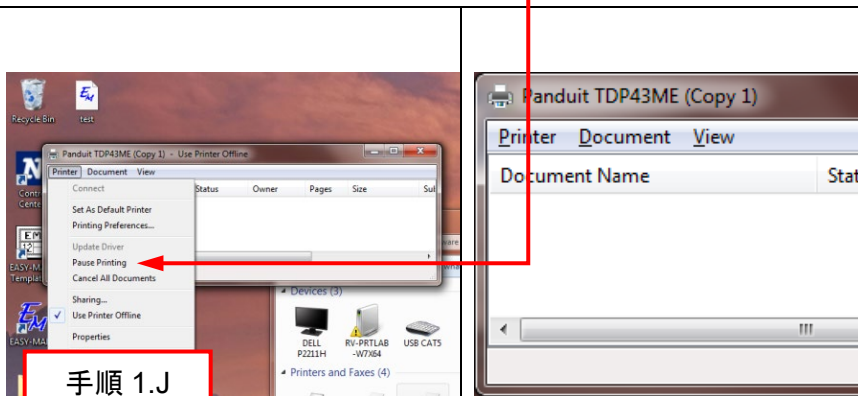 Recycle Bin
test
Panduit TDP43ME (Copy 1) - Use Printer Offline
Printer Document View
Connect
Status Owner Pages Size
Set As Default Printer
Printing Preferences...
Update Driver
Pause Printing
Cancel All Documents
Sharing...
Use Printer Offline
Properties
Devices (3)
DELL
P2211H
RV-PRTLAB
-W7X64
USB CAT5
Printers and Faxes (4)
手順 1.J
Panduit TDP43ME (Copy 1)
Printer Document View
Document Name Stat